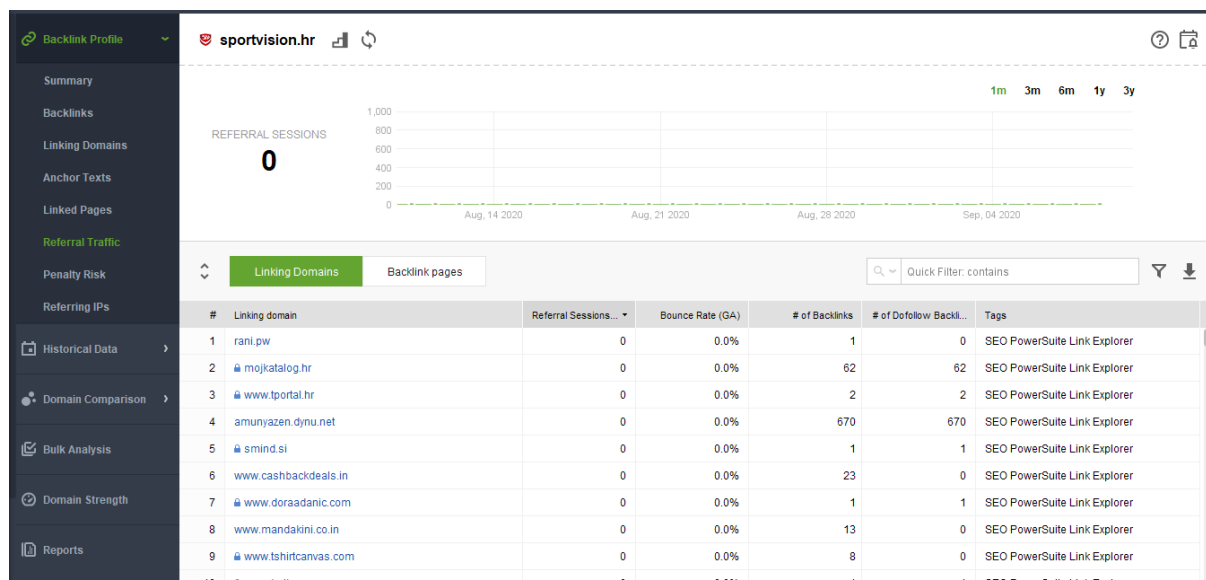 Backlink Profile
Summary
Backlinks
Linking Domains
Anchor Texts
Linked Pages
Referral Traffic
Penalty Risk
Referring IPs
Historical Data
Domain Comparison
Bulk Analysis
Domain Strength
Reports
sportvision.hr
1m 3m 6m 1y 3y
REFERRAL SESSIONS
0
1,000
800
600
400
200
0
Aug, 14 2020 Aug, 21 2020 Aug, 28 2020 Sep, 04 2020
Linking Domains Backlink pages Quick Filter: contains
# Linking domain Referral Sessions... Bounce Rate (GA) # of Backlinks # of Dofollow Backli... Tags
1 rani.pw 0 0.0% 1 0 SEO PowerSuite Link Explorer
2 mojkatalog.hr 0 0.0% 62 62 SEO PowerSuite Link Explorer
3 www.tportal.hr 0 0.0% 2 2 SEO PowerSuite Link Explorer
4 amunyazen.dynu.net 0 0.0% 670 670 SEO PowerSuite Link Explorer
5 smind.si 0 0.0% 1 1 SEO PowerSuite Link Explorer
6 www.cashbackdeals.in 0 0.0% 23 0 SEO PowerSuite Link Explorer
7 www.doraadanic.com 0 0.0% 1 1 SEO PowerSuite Link Explorer
8 www.mandakini.co.in 0 0.0% 13 0 SEO PowerSuite Link Explorer
9 www.tshirtcanvas.com 0 0.0% 8 0 SEO PowerSuite Link Explorer